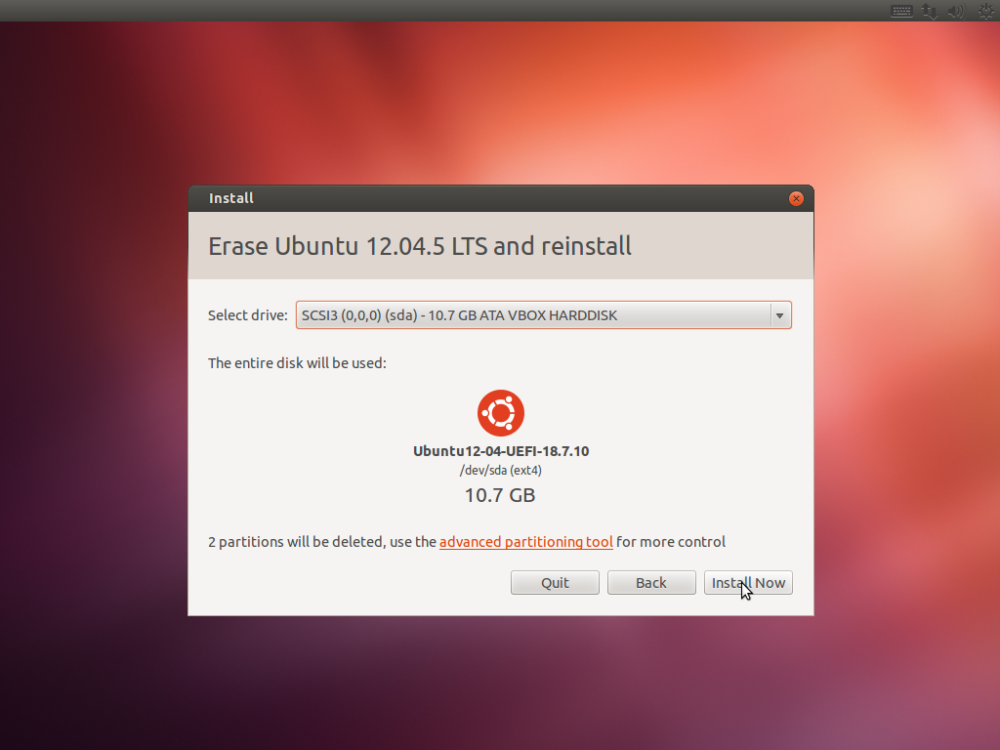 Install
Erase Ubuntu 12.04.5 LTS and reinstall
Select drive: SCSI3 (0,0,0) (sda) - 10.7 GB ATA VBOX HARDDISK
The entire disk will be used:
Ubuntu12-04-UEFI-18.7.10
/dev/sda (ext4)
10.7 GB
2 partitions will be deleted, use the advanced partitioning tool for more control
Quit Back Install Now